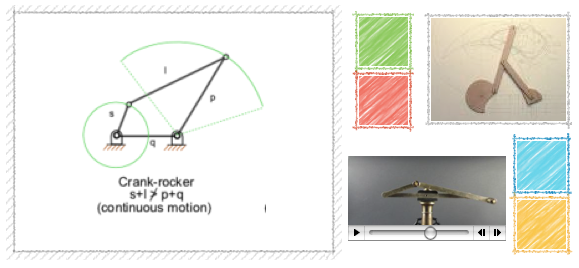 l
s
p
q
Crank-rocker
s+l ≯ p+q
(continuous motion)
(